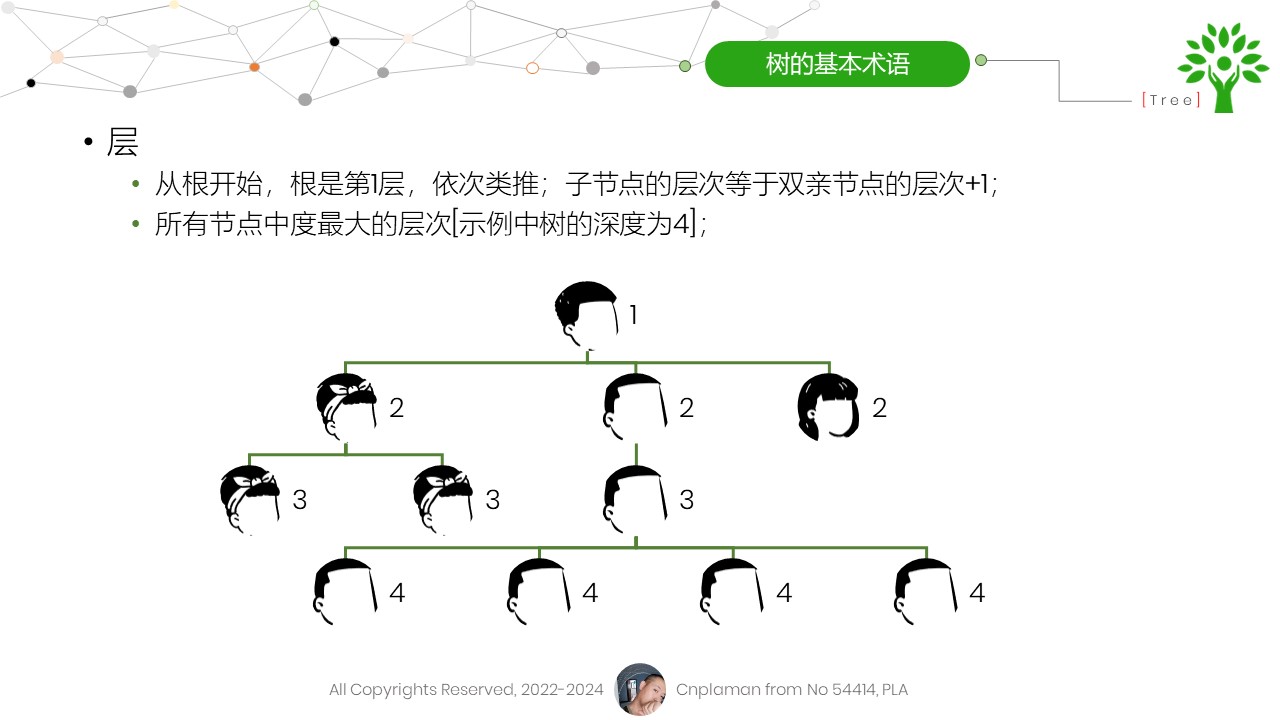 树的基本术语
[Tree]
• 层
• 从根开始，根是第1层，依次类推；子节点的层次等于双亲节点的层次+1；
• 所有节点中度最大的层次[示例中树的深度为4]；
1
2 2 2
3 3 3
4 4 4 4
All Copyrights Reserved, 2022-2024 Cnplaman from No 54414, PLA